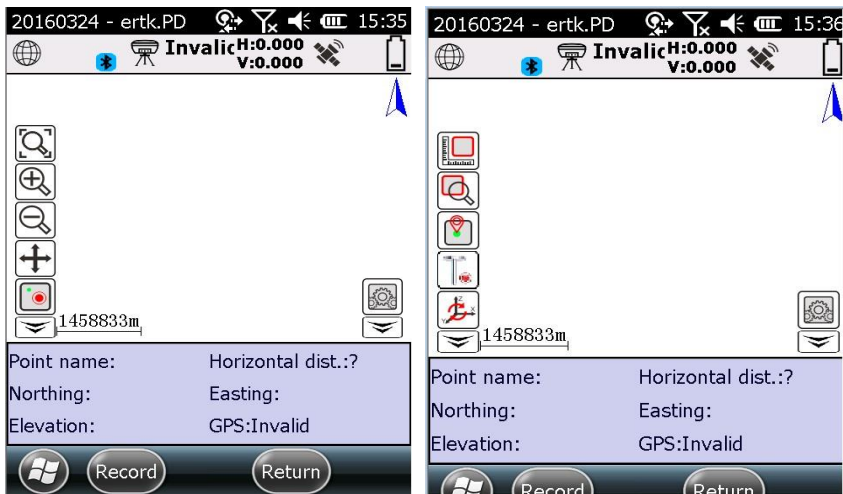 20160324 - ertk.PD 15:35
Invalic H:0.000
V:0.000
1458833m
Point name: Horizontal dist.:?
Northing: Easting:
Elevation: GPS:Invalid
Record Return
20160324 - ertk.PD 15:36
Invalic H:0.000
V:0.000
1458833m
Point name: Horizontal dist.:?
Northing: Easting:
Elevation: GPS:Invalid
Record Return